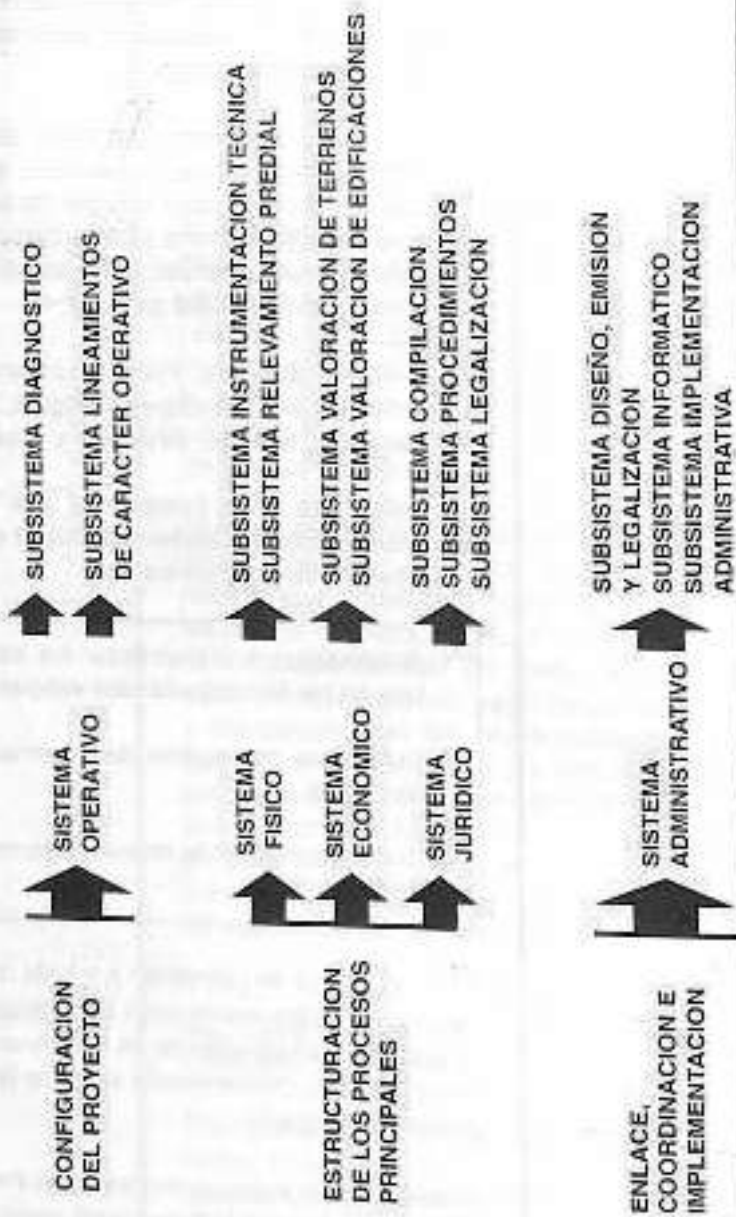 CONFIGURACION
DEL PROYECTO
SISTEMA
OPERATIVO
SUBSISTEMA DIAGNOSTICO
SUBSISTEMA LINEAMIENTOS
DE CARACTER OPERATIVO
ESTRUCTURACION
DE LOS PROCESOS
PRINCIPALES
SISTEMA
FISICO
SUBSISTEMA INSTRUMENTACION TECNICA
SUBSISTEMA RELEVAMIENTO PREDIAL
SISTEMA
ECONOMICO
SUBSISTEMA VALORACION DE TERRENOS
SUBSISTEMA VALORACION DE EDIFICACIONES
SISTEMA
JURIDICO
SUBSISTEMA COMPILACION
SUBSISTEMA PROCEDIMIENTOS
SUBSISTEMA LEGALIZACION
ENLACE,
COORDINACION E
IMPLEMENTACION
SISTEMA
ADMINISTRATIVO
SUBSISTEMA DISEÑO, EMISION
Y LEGALIZACION
SUBSISTEMA INFORMATICO
SUBSISTEMA IMPLEMENTACION
ADMINISTRATIVA